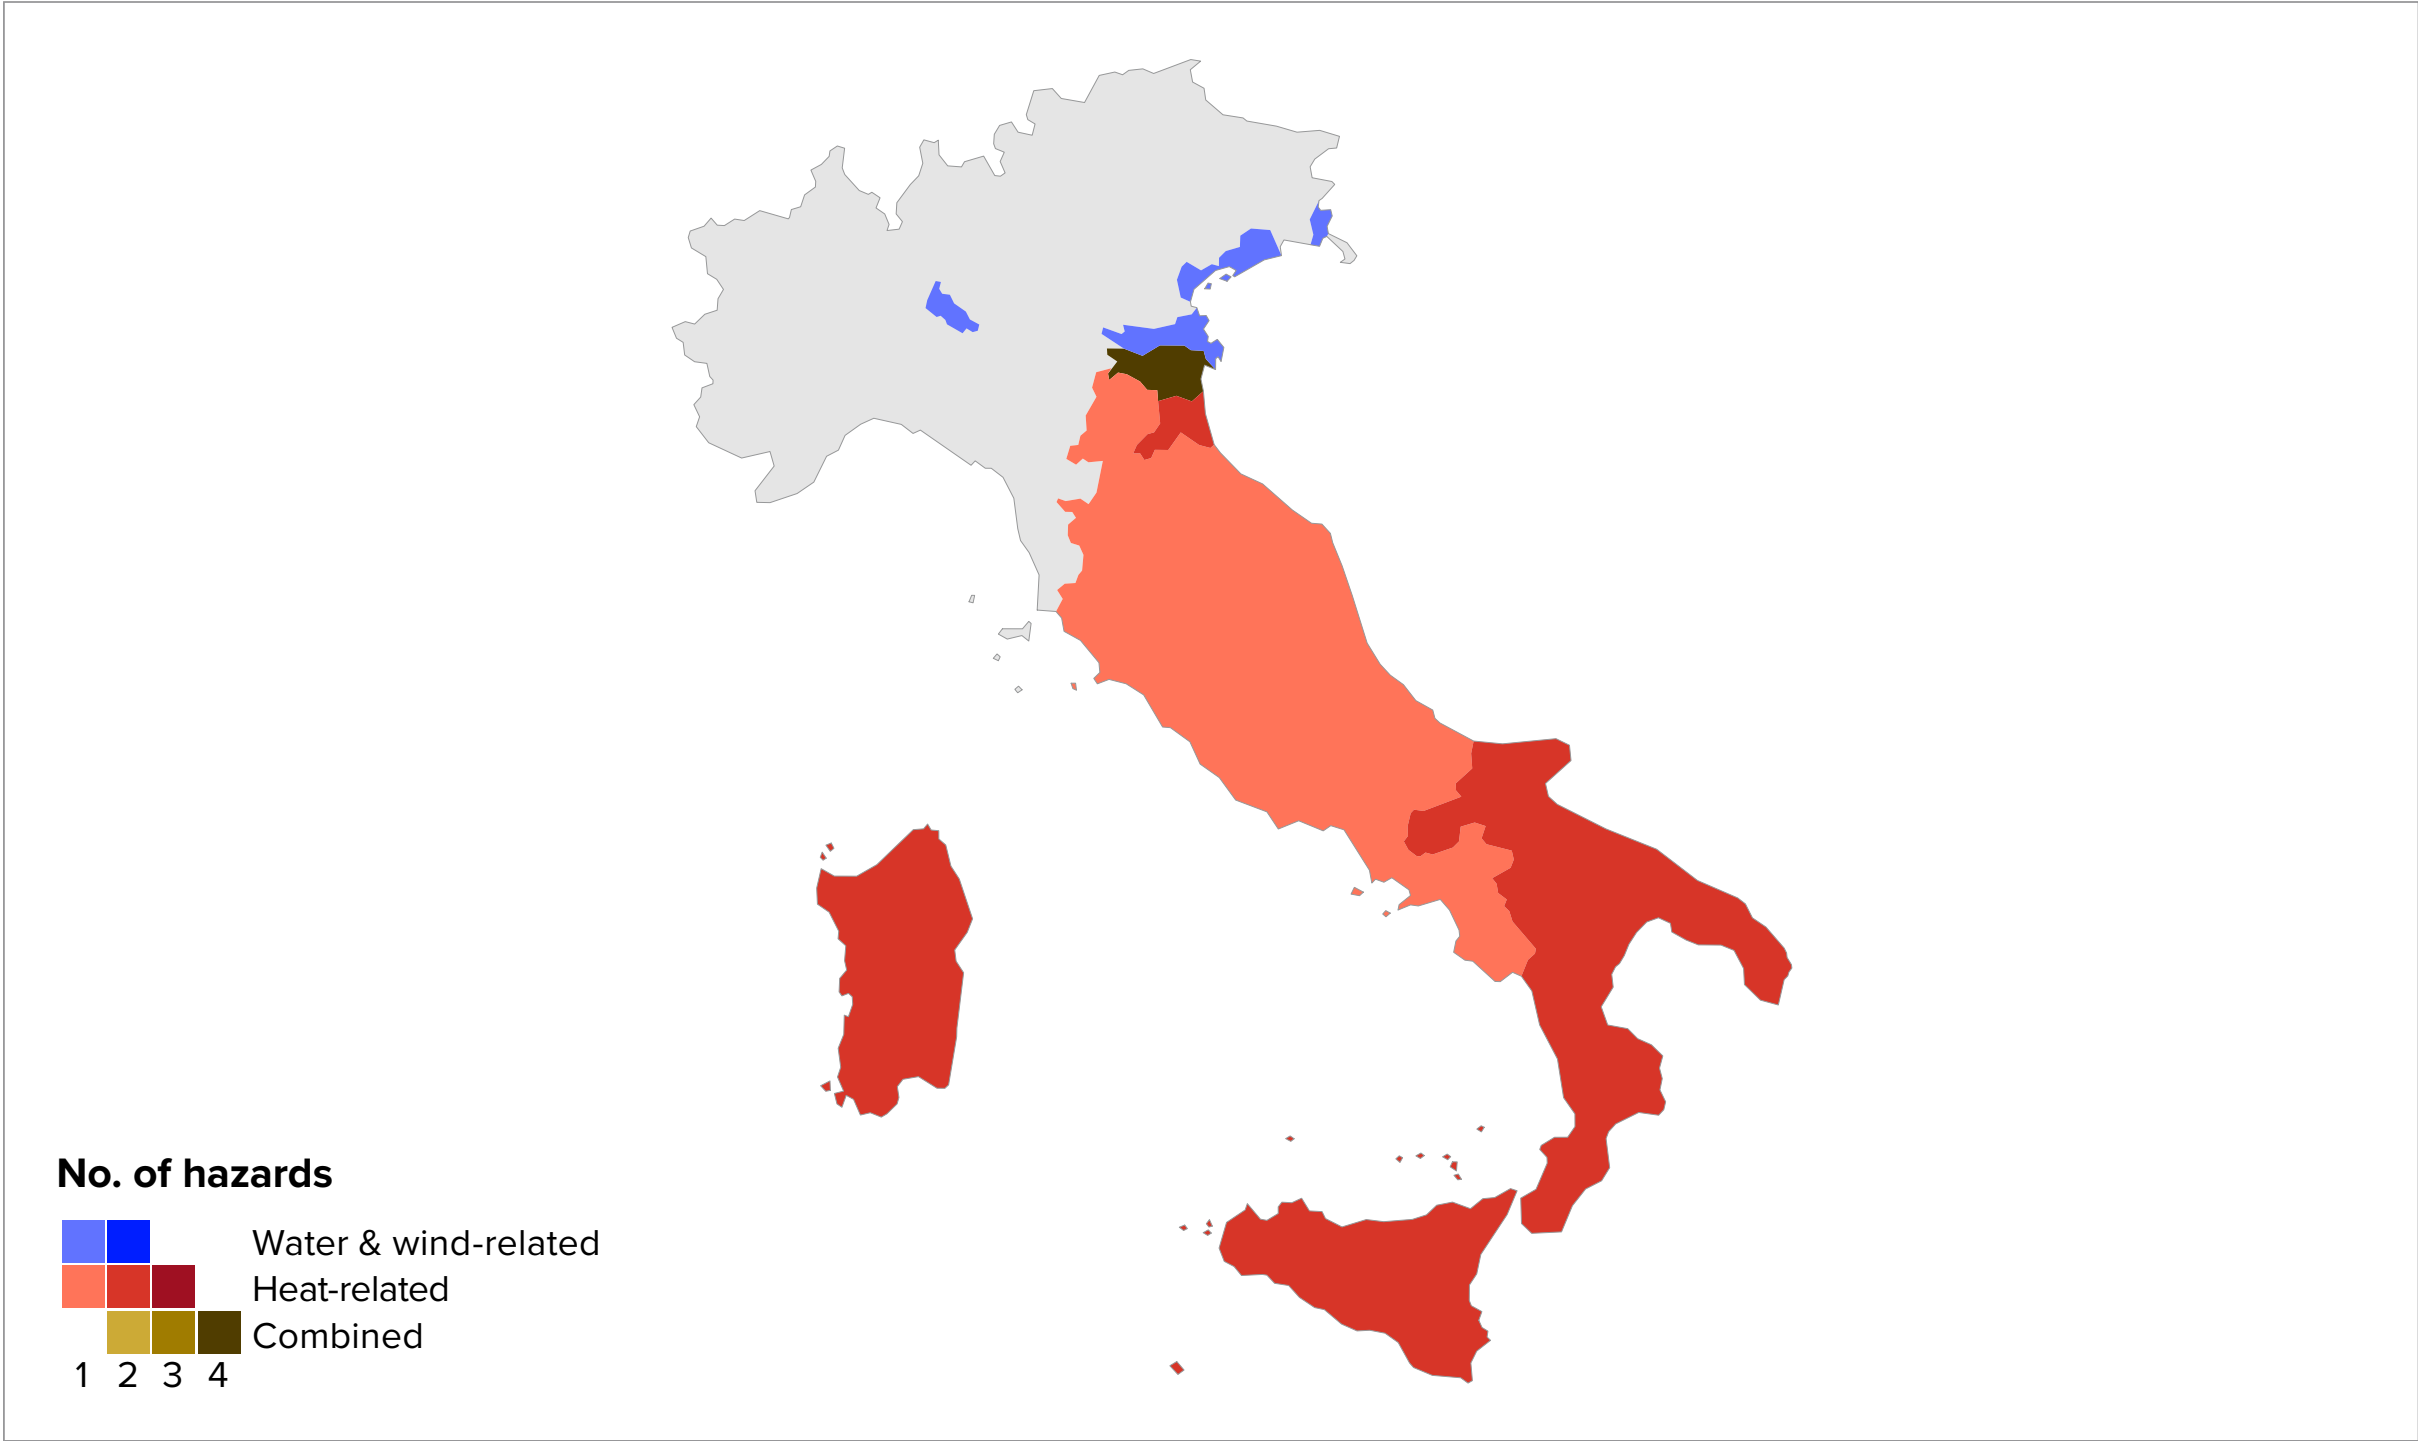 No. of hazards
Water & wind-related
Heat-related
Combined
1 2 3 4